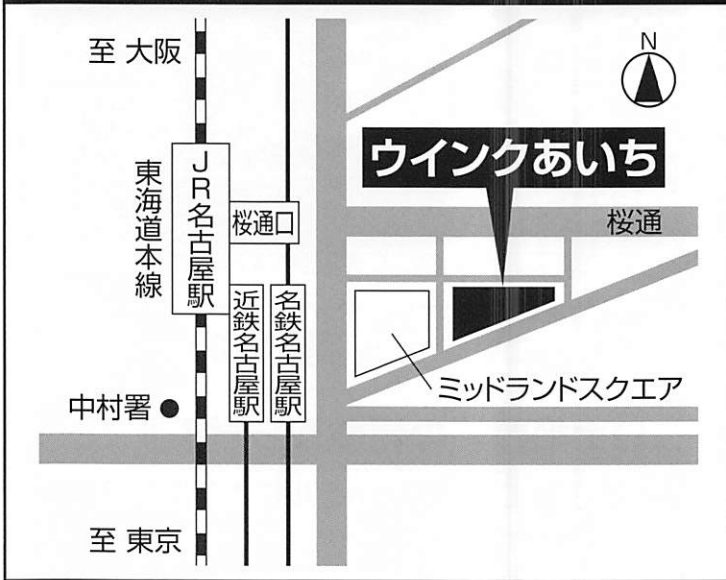 至 大阪
N
ウインクあいち
東海道本線
JR名古屋駅
桜通口
桜通
近鉄名古屋駅
名鉄名古屋駅
ミッドランドスクエア
中村署
至 東京